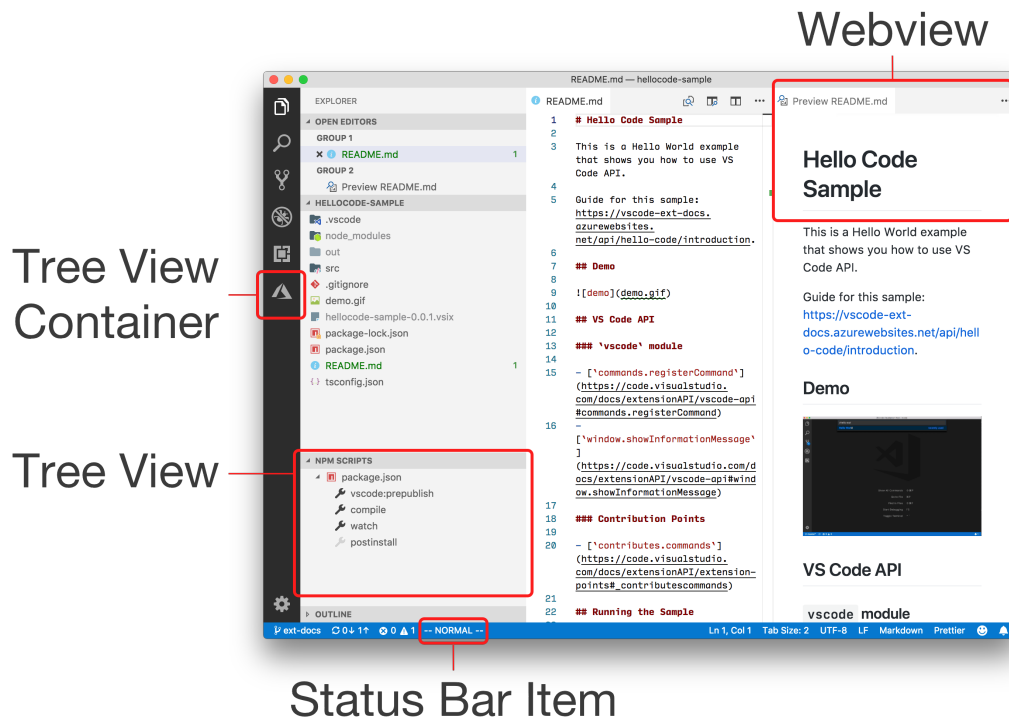 Webview
README.md — hellocode-sample
EXPLORER
OPEN EDITORS
GROUP 1
README.md 1
GROUP 2
Preview README.md
HELLOCODE-SAMPLE
.vscode
node_modules
out
src
.gitignore
demo.gif
hellocode-sample-0.0.1.vsix
package-lock.json
package.json
README.md 1
tsconfig.json
Tree View
Container
Tree View
NPM SCRIPTS
package.json
vscode:prepublish
compile
watch
postinstall
OUTLINE
README.md
1 # Hello Code Sample
2
3 This is a Hello World example
that shows you how to use VS
Code API.
4
5 Guide for this sample:
https://vscode-ext-docs.
azurewebsites.
net/api/hello-code/introduction.
6
7 ## Demo
8
9 ![demo](demo.gif)
10
11 ## VS Code API
12
13 ### `vscode` module
14
15 - [`commands.registerCommand`]
(https://code.visualstudio.
com/docs/extensionAPI/vscode-api
#commands.registerCommand)
16 -
[`window.showInformationMessage`
]
(https://code.visualstudio.com/d
ocs/extensionAPI/vscode-api#wind
ow.showInformationMessage)
17
18 ### Contribution Points
19
20 - [`contributes.commands`]
(https://code.visualstudio.
com/docs/extensionAPI/extension-
points#_contributescommands)
21
22 ## Running the Sample
Preview README.md
Hello Code
Sample
This is a Hello World example
that shows you how to use VS
Code API.
Guide for this sample:
https://vscode-ext-
docs.azurewebsites.net/api/hell
o-code/introduction.
Demo
VS Code API
vscode module
ext-docs 0↓ 1↑ 0 1 -- NORMAL -- Ln 1, Col 1 Tab Size: 2 UTF-8 LF Markdown Prettier
Status Bar Item